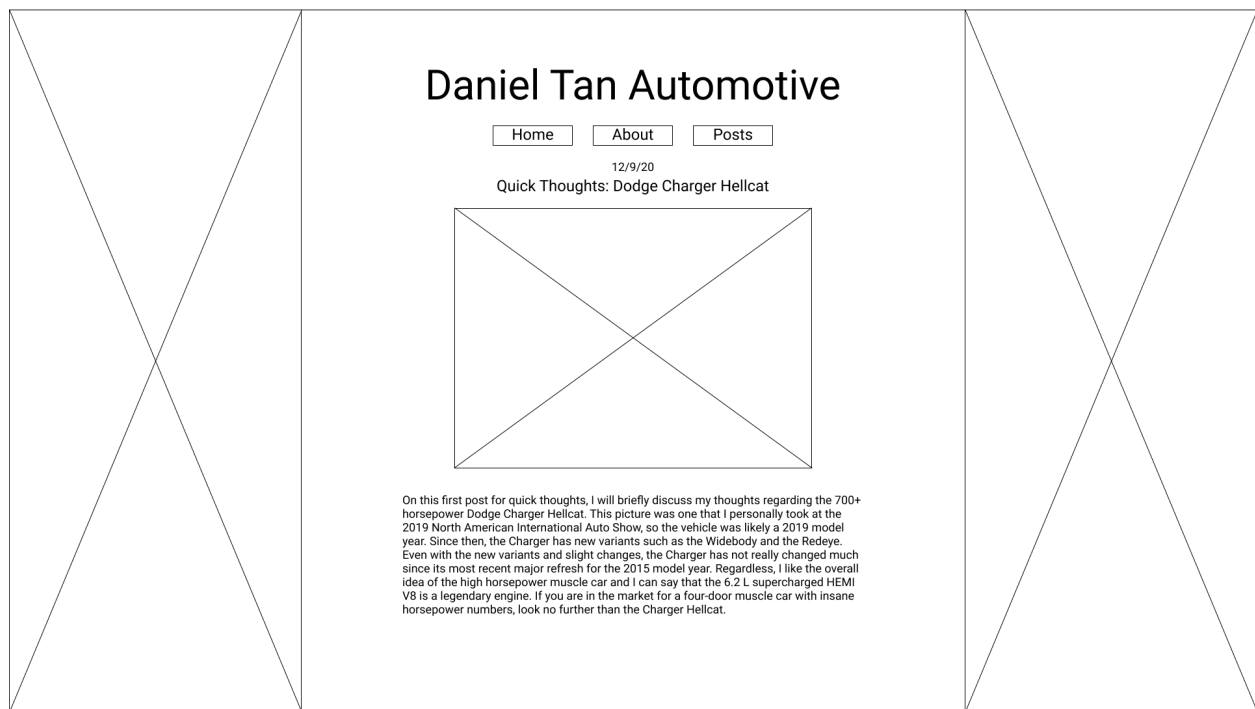 Daniel Tan Automotive
Home About Posts
12/9/20
Quick Thoughts: Dodge Charger Hellcat
On this first post for quick thoughts, I will briefly discuss my thoughts regarding the 700+
horsepower Dodge Charger Hellcat. This picture was one that I personally took at the
2019 North American International Auto Show, so the vehicle was likely a 2019 model
year. Since then, the Charger has new variants such as the Widebody and the Redeye.
Even with the new variants and slight changes, the Charger has not really changed much
since its most recent major refresh for the 2015 model year. Regardless, I like the overall
idea of the high horsepower muscle car and I can say that the 6.2 L supercharged HEMI
V8 is a legendary engine. If you are in the market for a four-door muscle car with insane
horsepower numbers, look no further than the Charger Hellcat.